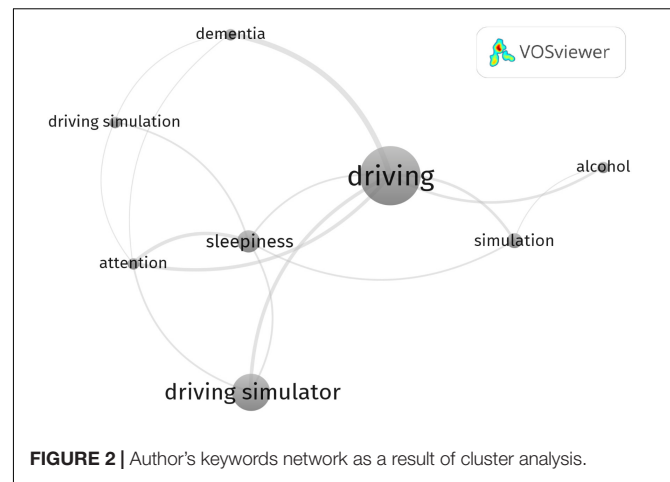 dementia
VOSviewer
driving simulation
alcohol
driving
sleepiness
simulation
attention
driving simulator
FIGURE 2 | Author's keywords network as a result of cluster analysis.